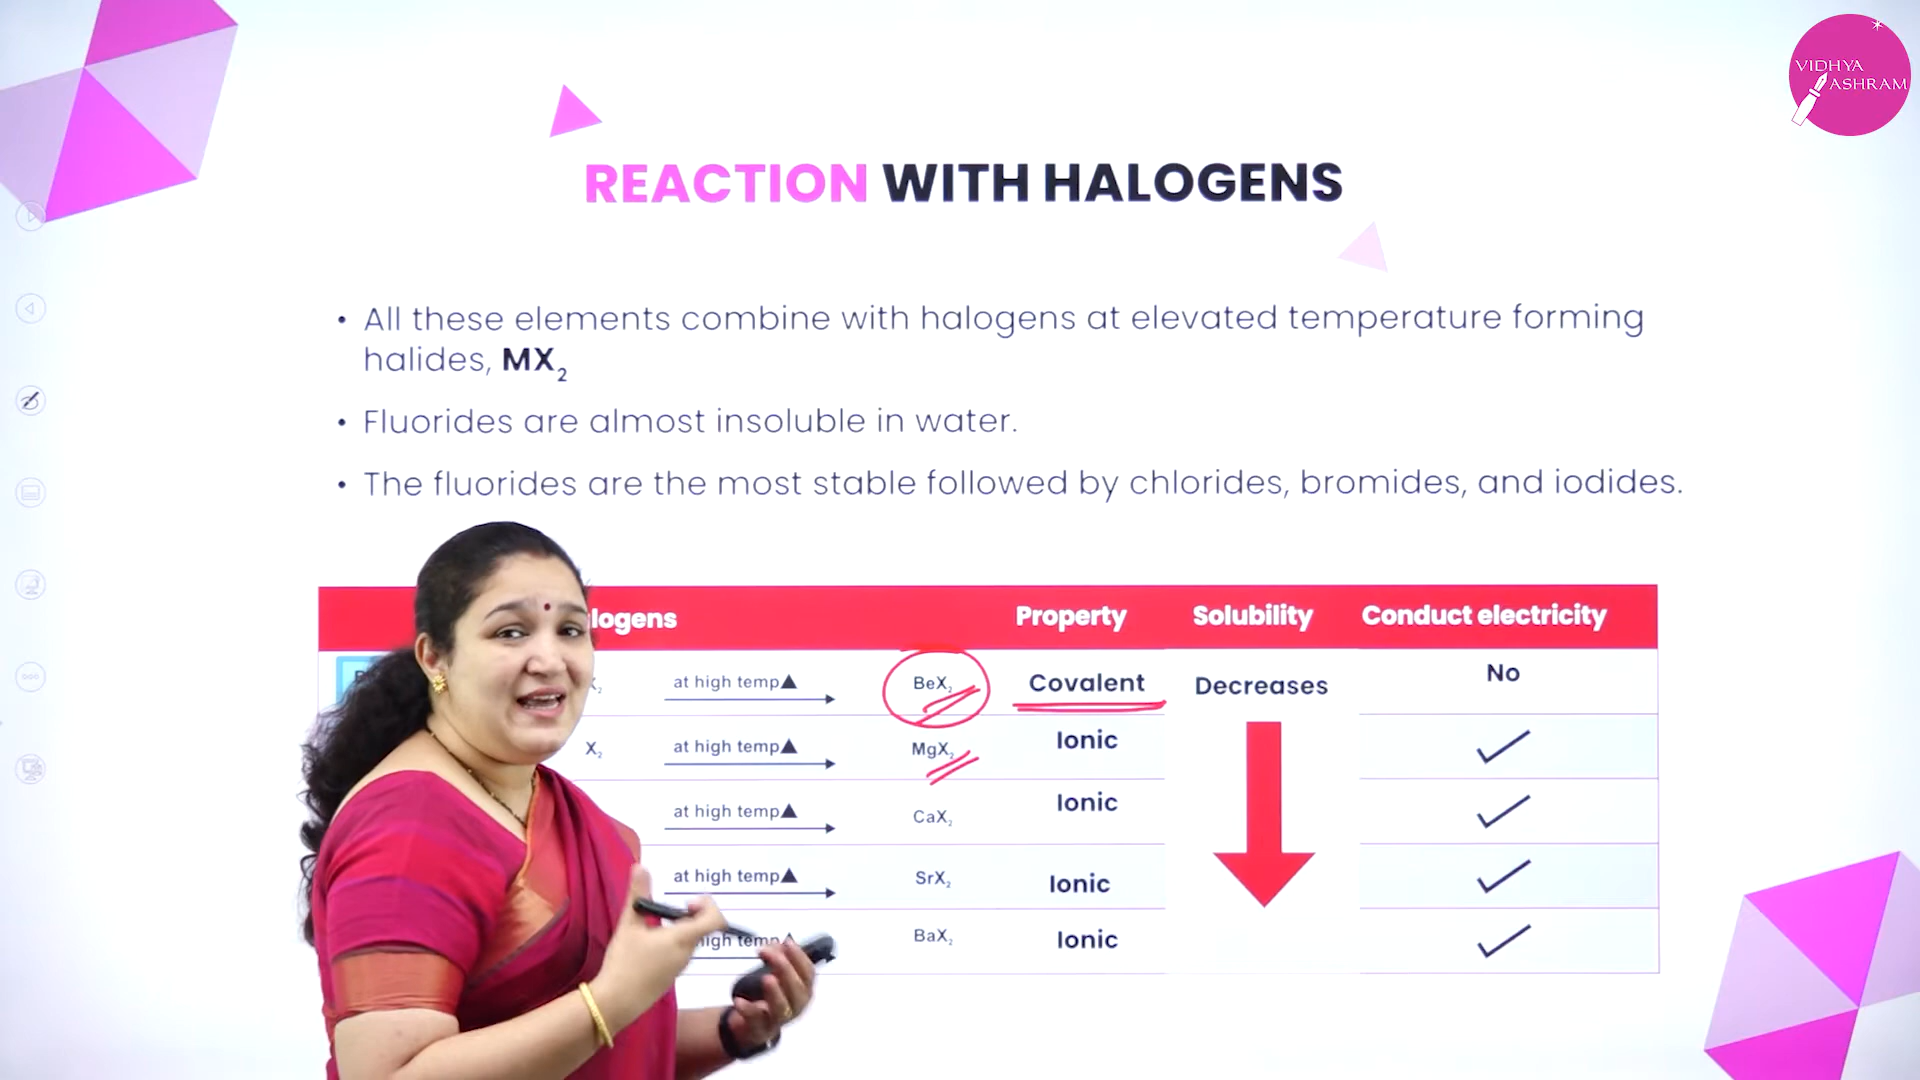 VIDHYA
ASHRAM
REACTION WITH HALOGENS
• All these elements combine with halogens at elevated temperature forming
halides, MX₂
• Fluorides are almost insoluble in water.
• The fluorides are the most stable followed by chlorides, bromides, and iodides.
logens Property Solubility Conduct electricity
X₂ at high temp▲ BeX₂ Covalent Decreases No
X₂ at high temp▲ MgX₂ Ionic
at high temp▲ CaX₂ Ionic
at high temp▲ SrX₂ Ionic
high temp▲ BaX₂ Ionic